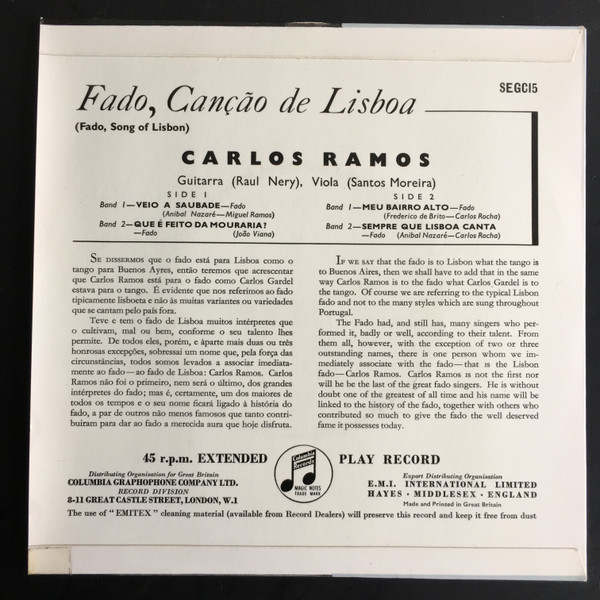 SEGC15
Fado, Canção de Lisboa
(Fado, Song of Lisbon)
CARLOS RAMOS
Guitarra (Raul Nery), Viola (Santos Moreira)
SIDE 1
Band 1—VEIO A SAUBADE—Fado
(Anibal Nazaré—Miguel Ramos)
Band 2—QUE É FEITO DA MOURARIA?
—Fado (João Viana)
SIDE 2
Band 1—MEU BAIRRO ALTO—Fado
(Frederico de Brito—Carlos Rocha)
Band 2—SEMPRE QUE LISBOA CANTA
—Fado (Anibal Nazaré—Carlos Rocha)
SE DISSERMOS que o fado está para Lisboa como o
tango para Buenos Ayres, então teremos que acrescentar
que Carlos Ramos está para o fado como Carlos Gardel
estava para o tango. É evidente que nos referimos ao fado
tìpicamente lisboeta e não às muitas variantes ou variedades
que se cantam pelo país fora.
Teve e tem o fado de Lisboa muitos intérpretes que
o cultivam, mal ou bem, conforme o seu talento lhes
permite. De todos eles, porém, e àparte mais duas ou três
honrosas excepções, sobressai um nome que, pela força das
circunstâncias, todos somos levados a associar imediata-
mente ao fado—ao fado de Lisboa: Carlos Ramos. Carlos
Ramos não foi o primeiro, nem será o último, dos grandes
intérpretes do fado; mas é, certamente, um dos maiores de
todos os tempos e o seu nome ficará ligado à história do
fado, a par de outros não menos famosos que tanto contri-
buiram para dar ao fado a merecida aura que hoje disfruta.
IF WE SAY that the fado is to Lisbon what the tango is
to Buenos Aires, then we shall have to add that in the same
way Carlos Ramos is to the fado what Carlos Gardel is to
the tango. Of course we are referring to the typical Lisbon
fado and not to the many styles which are sung throughout
Portugal.
The Fado had, and still has, many singers who per-
formed it, badly or well, according to their talent. From
them all, however, with the exception of two or three
outstanding names, there is one person whom we im-
mediately associate with the fado—that is the Lisbon
fado—Carlos Ramos. Carlos Ramos is not the first nor
will he be the last of the great fado singers. He is without
doubt one of the greatest of all time and his name will be
linked to the history of the fado, together with others who
contributed so much to give the fado the well deserved
fame it possesses today.
45 r.p.m. EXTENDED PLAY RECORD
Columbia
Records
MAGIC NOTES
TRADE MARK
Distributing Organisation for Great Britain
COLUMBIA GRAPHOPHONE COMPANY LTD.
RECORD DIVISION
8-11 GREAT CASTLE STREET, LONDON, W.1
Export Distributing Organisation
E.M.I. INTERNATIONAL LIMITED
HAYES · MIDDLESEX · ENGLAND
Made and Printed in Great Britain
The use of "EMITEX" cleaning material (available from Record Dealers) will preserve this record and keep it free from dust